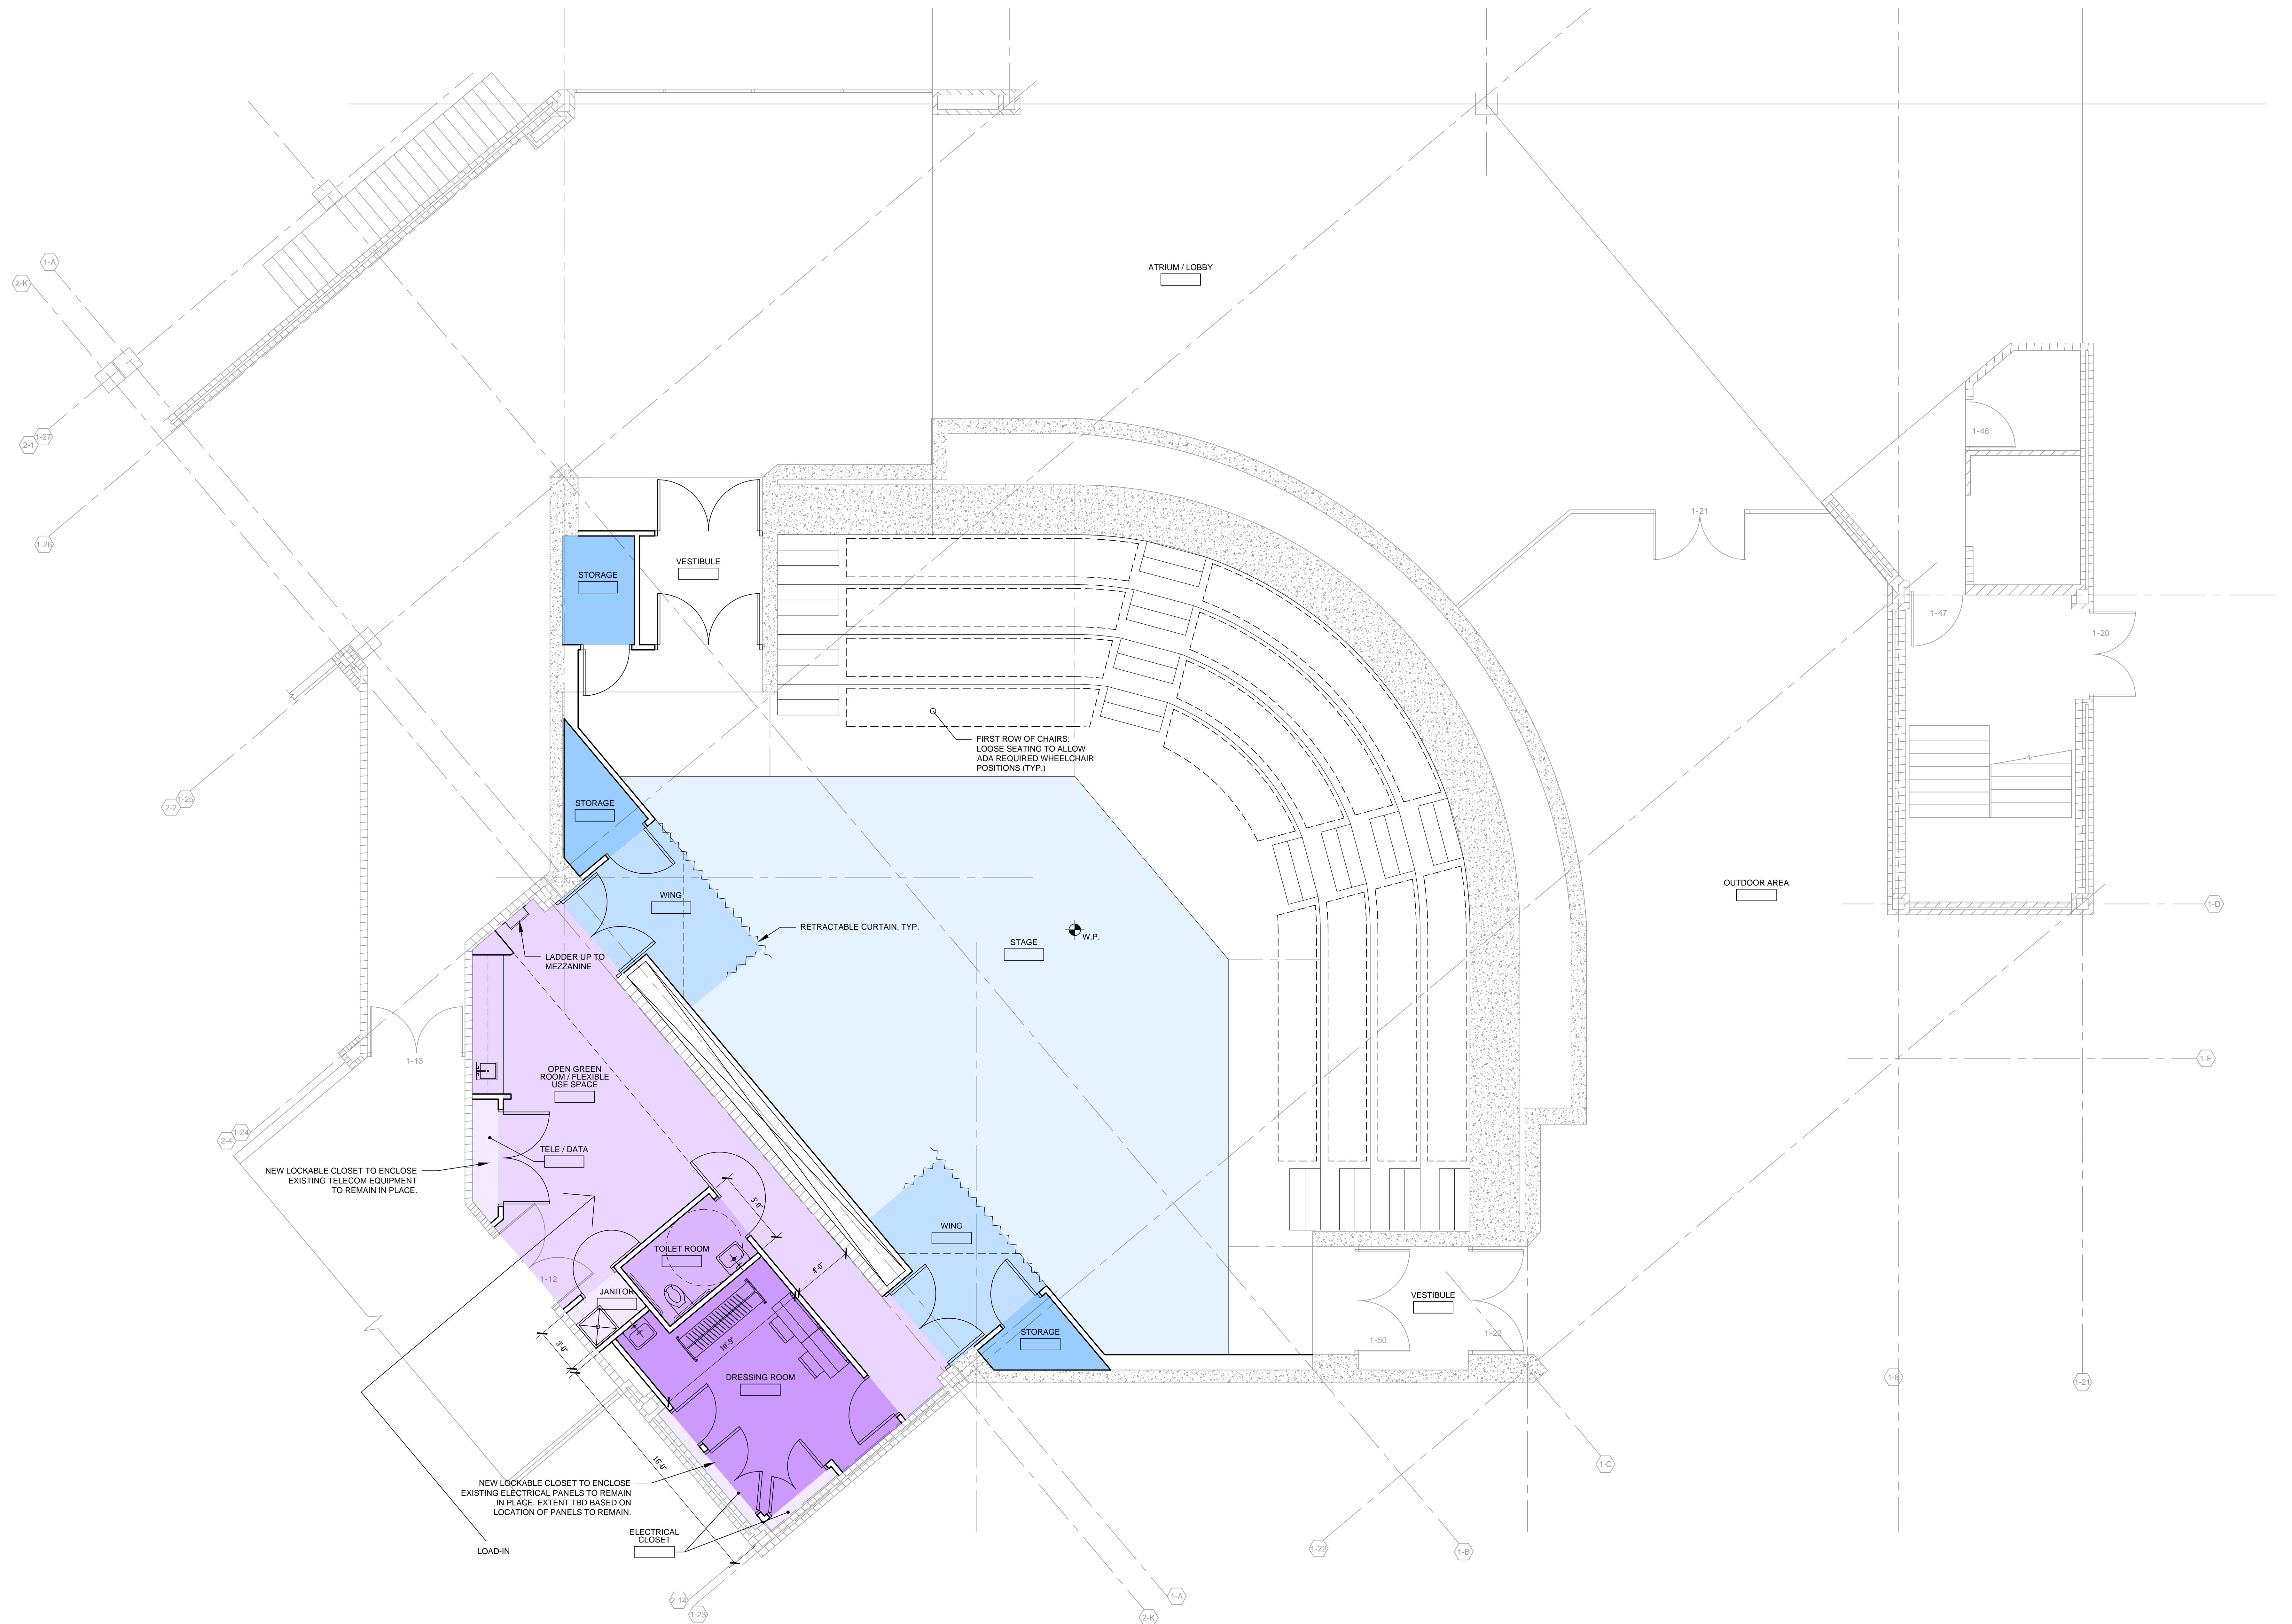 ATRIUM / LOBBY
1-A
2-K
1-27
2-1
1-26
1-46
1-21
STORAGE
VESTIBULE
1-47
1-20
FIRST ROW OF CHAIRS:
LOOSE SEATING TO ALLOW
ADA REQUIRED WHEELCHAIR
POSITIONS (TYP.)
1-25
2-2
STORAGE
WING
OUTDOOR AREA
1-D
RETRACTABLE CURTAIN, TYP.
W.P.
STAGE
LADDER UP TO
MEZZANINE
1-13
1-E
OPEN GREEN
ROOM / FLEXIBLE
USE SPACE
1-24
2-4
TELE / DATA
NEW LOCKABLE CLOSET TO ENCLOSE
EXISTING TELECOM EQUIPMENT
TO REMAIN IN PLACE.
5'-0"
WING
TOILET ROOM
4'-0"
1-12
JANITOR
VESTIBULE
STORAGE
1-50
1-22
3'-0"
10'-9"
DRESSING ROOM
1-8
1-21
16'-0"
1-C
NEW LOCKABLE CLOSET TO ENCLOSE
EXISTING ELECTRICAL PANELS TO REMAIN
IN PLACE. EXTENT TBD BASED ON
LOCATION OF PANELS TO REMAIN.
ELECTRICAL
CLOSET
LOAD-IN
1-22
1-B
2-14
1-23
1-A
2-K